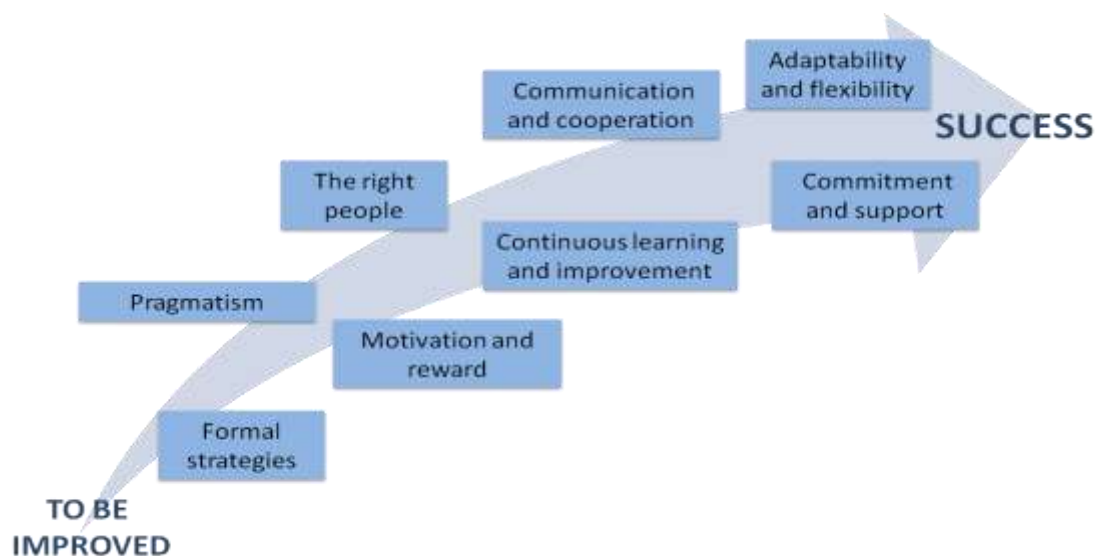 Adaptability
and flexibility
Communication
and cooperation
SUCCESS
The right
people
Commitment
and support
Continuous learning
and improvement
Pragmatism
Motivation and
reward
Formal
strategies
TO BE
IMPROVED